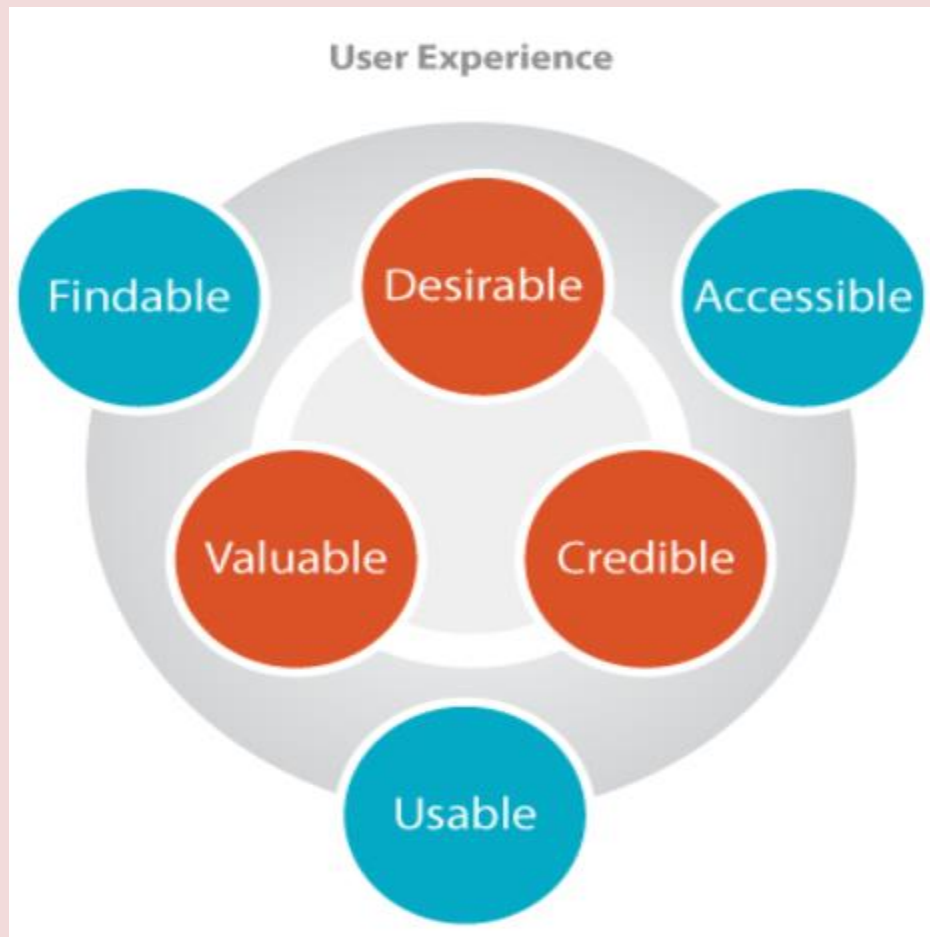 User Experience
Findable
Desirable
Accessible
Valuable
Credible
Usable